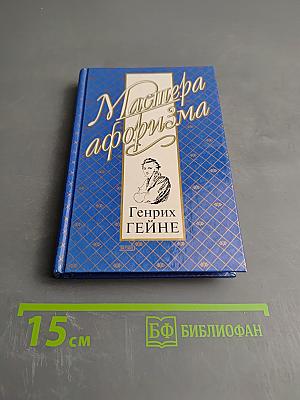 Мастера
афоризма
Генрих
ГЕЙНЕ
15 см
БФ БИБЛИОФАН